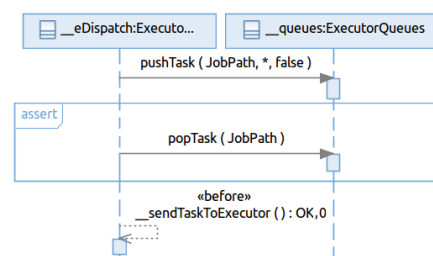 __eDispatch:Executo... __queues:ExecutorQueues
pushTask ( JobPath, *, false )
assert
popTask ( JobPath )
«before»
__sendTaskToExecutor ( ) : OK,0